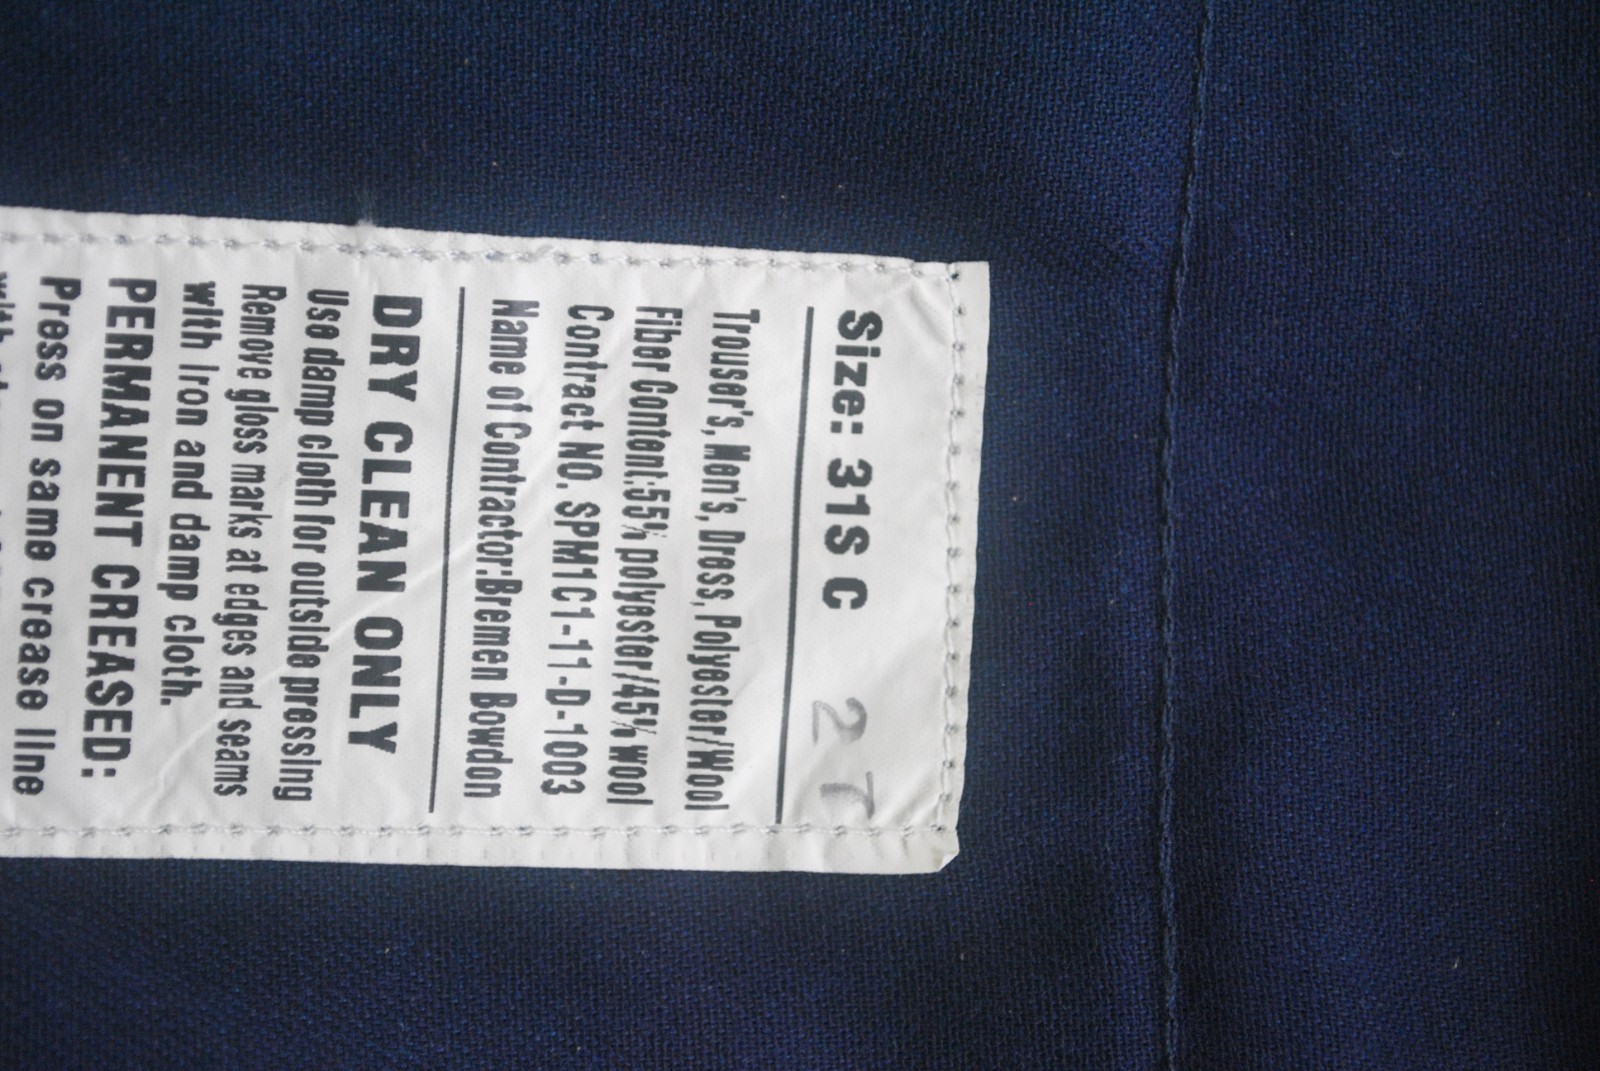 Size: 31S C 2T
Trouser's, Men's, Dress, Polyester/Wool
Fiber Content:55% polyester/45% wool
Contract NO. SPM1C1-11-D-1003
Name of Contractor:Bremen Bowdon
DRY CLEAN ONLY
Use damp cloth for outside pressing
Remove gloss marks at edges and seams
with iron and damp cloth.
PERMANENT CREASED:
Press on same crease line